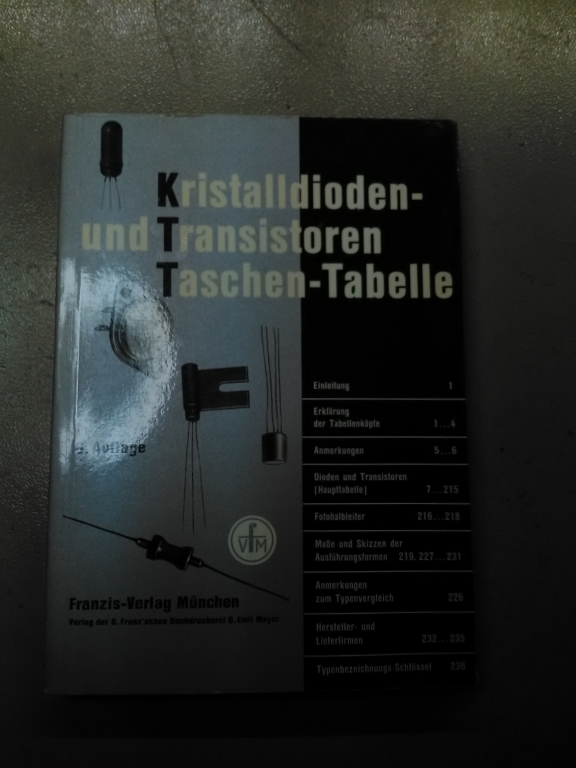 Kristalldioden-
und Transistoren
Taschen-Tabelle
Auflage
VFM
Franzis-Verlag München
Verlag der G. Franz'schen Buchdruckerei G. Emil Mayer
Einleitung 1
Erklärung
der Tabellenköpfe 1...4
Anmerkungen 5...6
Dioden und Transistoren
(Haupttabelle) 7...215
Fotohalbleiter 216...218
Maße und Skizzen der
Ausführungsformen 219, 227...231
Anmerkungen
zum Typenvergleich 226
Hersteller- und
Lieferfirmen 232...235
Typenbezeichnungs-Schlüssel 236